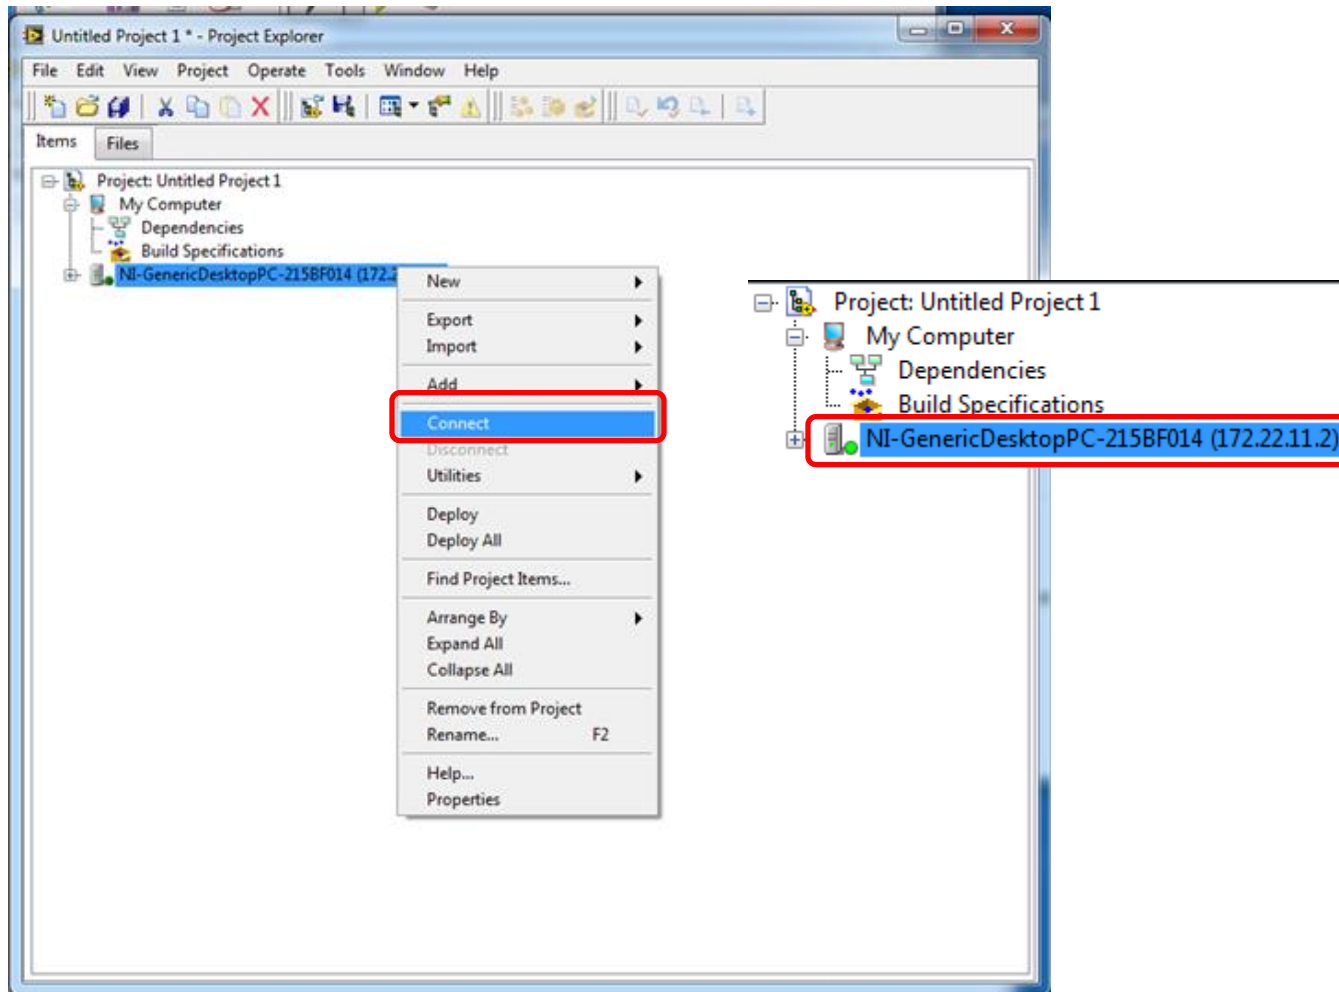 Untitled Project 1 * - Project Explorer
File Edit View Project Operate Tools Window Help
Items Files
Project: Untitled Project 1
My Computer
Dependencies
Build Specifications
NI-GenericDesktopPC-215BF014 (172.2
New
Export
Import
Add
Connect
Disconnect
Utilities
Deploy
Deploy All
Find Project Items...
Arrange By
Expand All
Collapse All
Remove from Project
Rename... F2
Help...
Properties
Project: Untitled Project 1
My Computer
Dependencies
Build Specifications
NI-GenericDesktopPC-215BF014 (172.22.11.2)